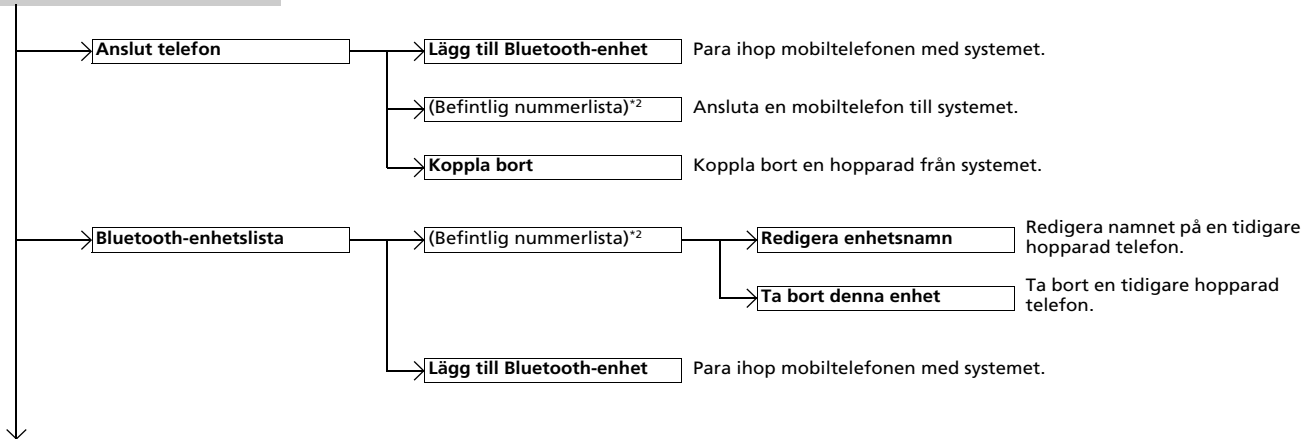 Anslut telefon
Lägg till Bluetooth-enhet
Para ihop mobiltelefonen med systemet.
(Befintlig nummerlista)*2
Ansluta en mobiltelefon till systemet.
Koppla bort
Koppla bort en hopparad från systemet.
Bluetooth-enhetslista
(Befintlig nummerlista)*2
Redigera enhetsnamn
Redigera namnet på en tidigare
hopparad telefon.
Ta bort denna enhet
Ta bort en tidigare hopparad
telefon.
Lägg till Bluetooth-enhet
Para ihop mobiltelefonen med systemet.